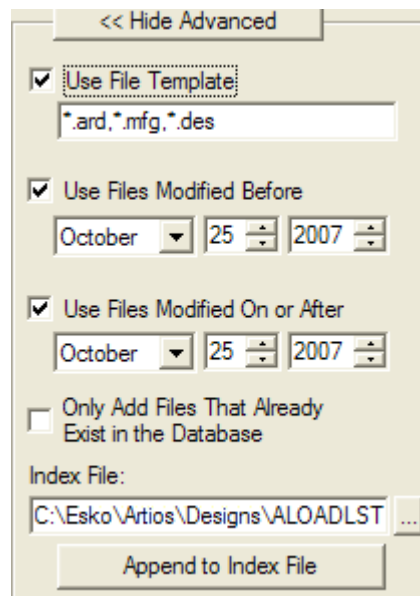 << Hide Advanced
Use File Template
*.ard,*.mfg,*.des
Use Files Modified Before
October 25 2007
Use Files Modified On or After
October 25 2007
Only Add Files That Already
Exist in the Database
Index File:
C:\Esko\Artios\Designs\ALOADLST ...
Append to Index File